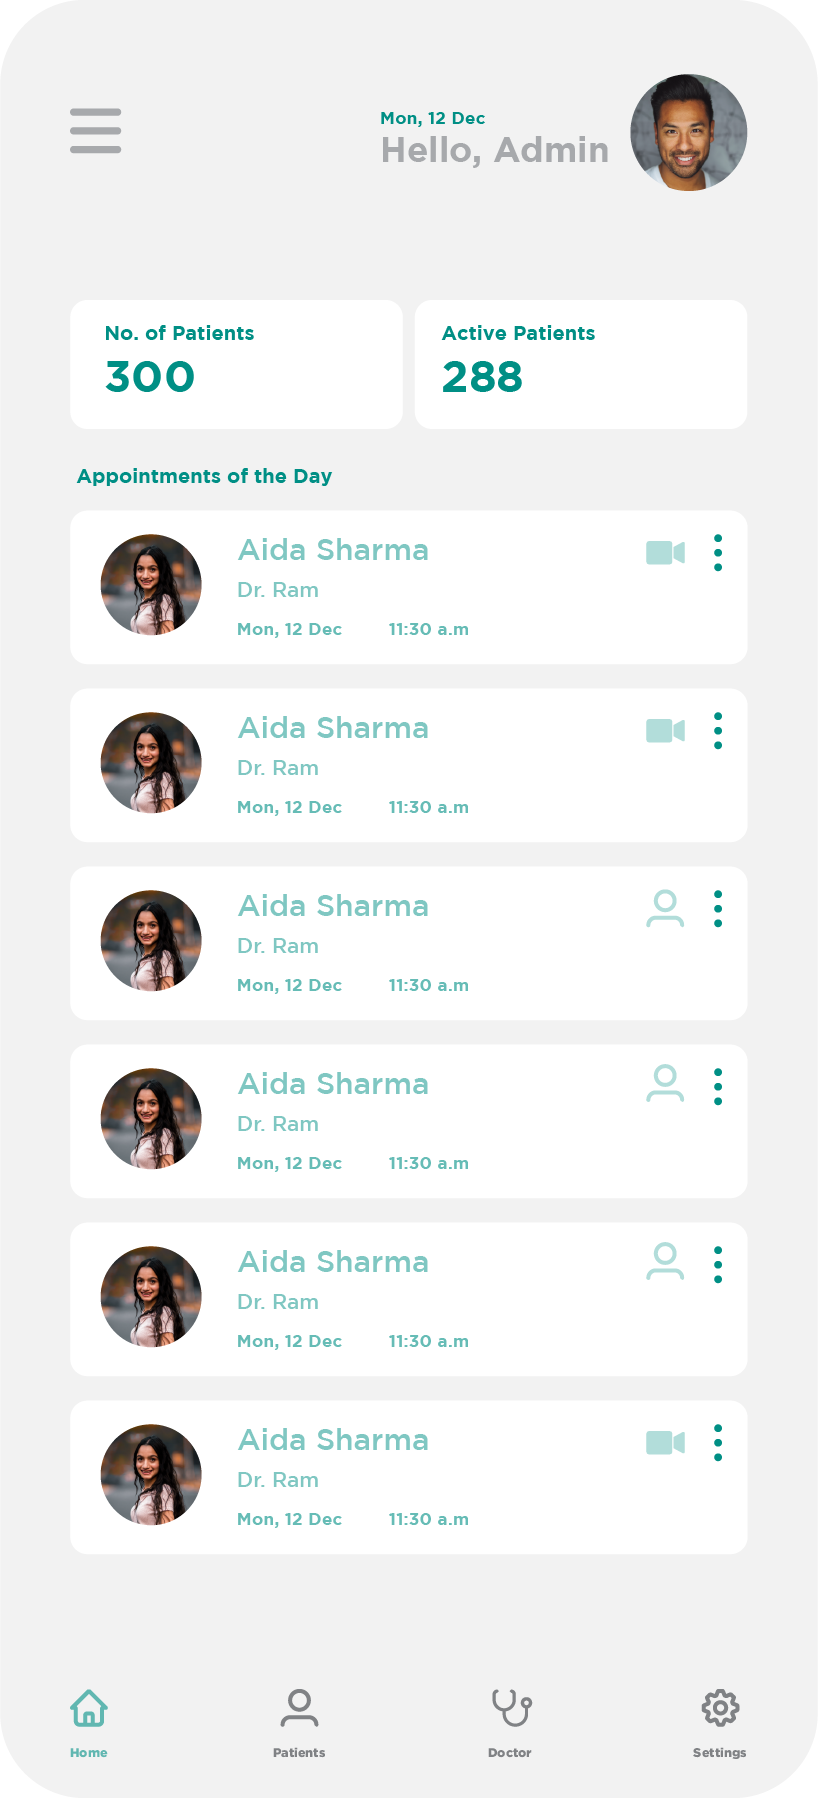 Mon, 12 Dec
Hello, Admin
No. of Patients
300
Active Patients
288
Appointments of the Day
Aida Sharma
Dr. Ram
Mon, 12 Dec 11:30 a.m
Aida Sharma
Dr. Ram
Mon, 12 Dec 11:30 a.m
Aida Sharma
Dr. Ram
Mon, 12 Dec 11:30 a.m
Aida Sharma
Dr. Ram
Mon, 12 Dec 11:30 a.m
Aida Sharma
Dr. Ram
Mon, 12 Dec 11:30 a.m
Aida Sharma
Dr. Ram
Mon, 12 Dec 11:30 a.m
Home Patients Doctor Settings